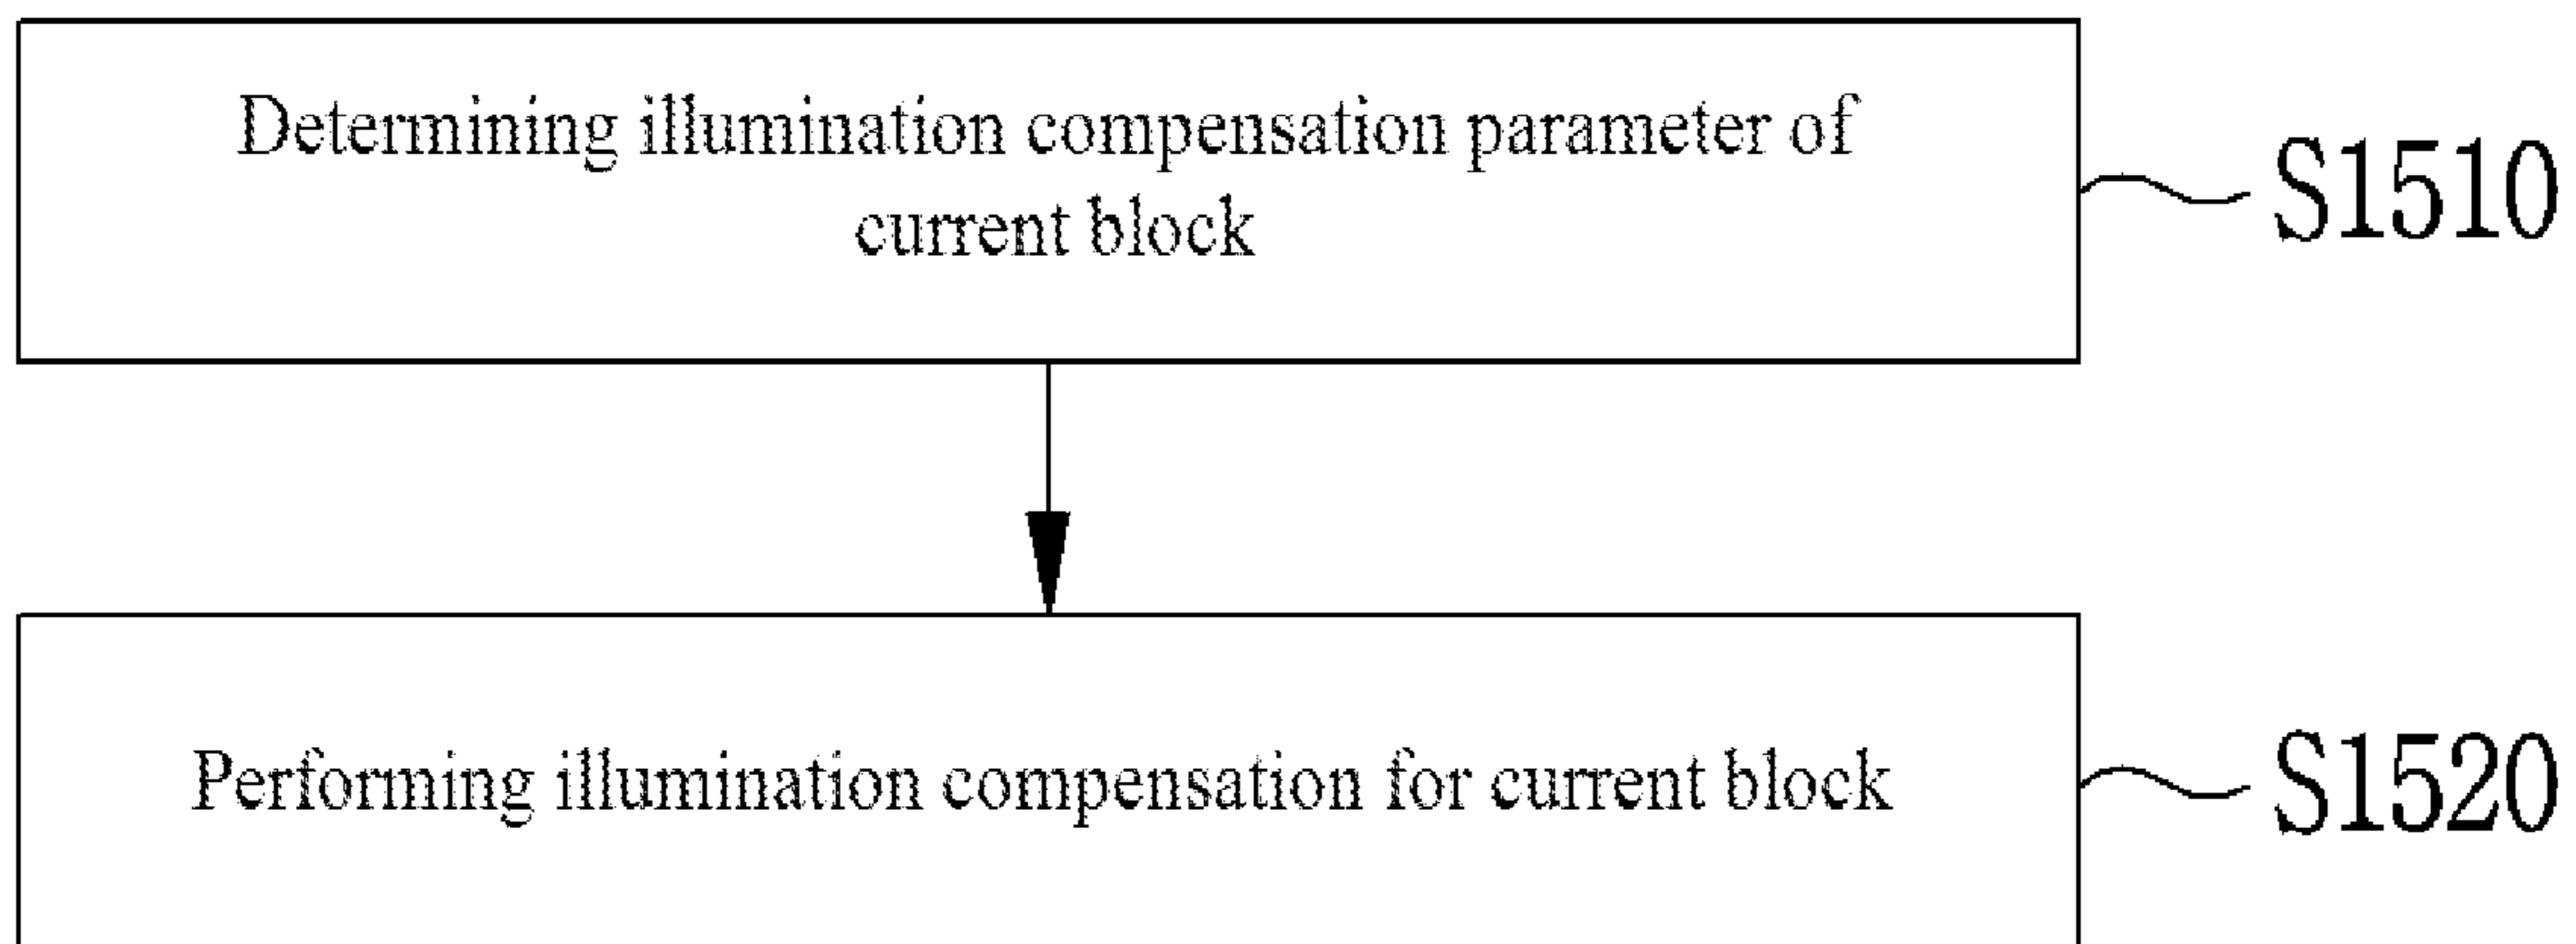 Determining illumination compensation parameter of
current block
S1510
Performing illumination compensation for current block
S1520